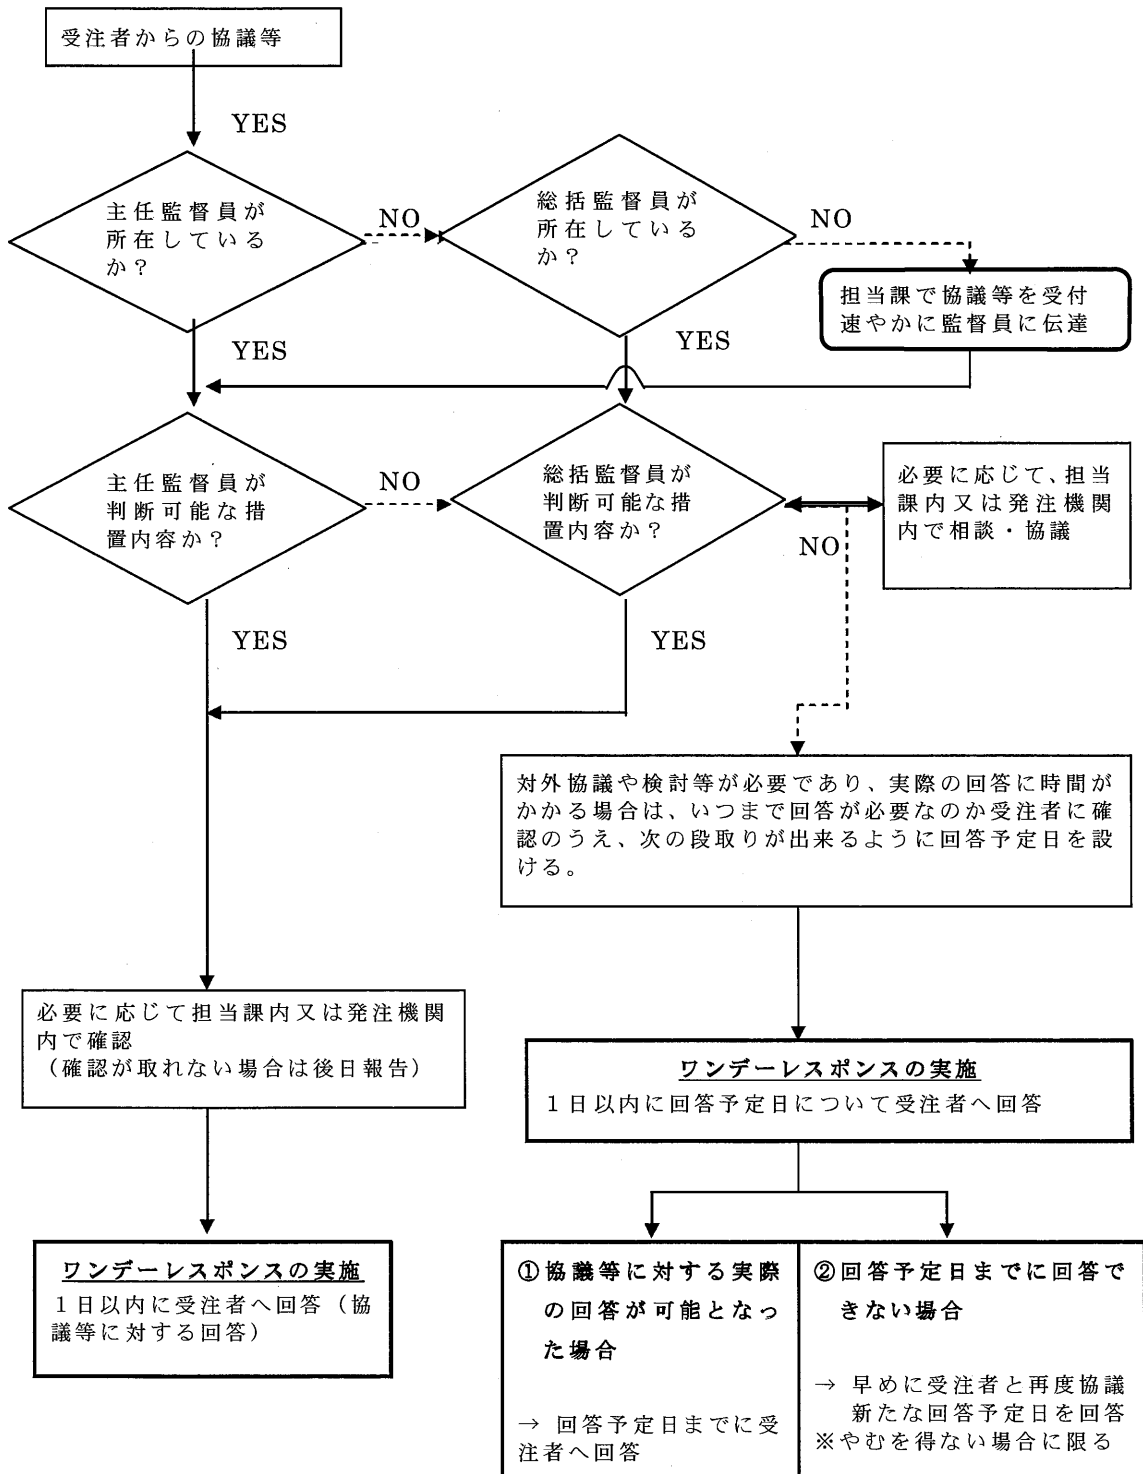 受注者からの協議等
YES
主任監督員が
所在している
か？
NO
総括監督員が
所在している
か？
NO
担当課で協議等を受付
速やかに監督員に伝達
YES
YES
主任監督員が
判断可能な措
置内容か？
NO
総括監督員が
判断可能な措
置内容か？
NO
必要に応じて、担当
課内又は発注機関
内で相談・協議
YES
YES
対外協議や検討等が必要であり、実際の回答に時間が
かかる場合は、いつまで回答が必要なのか受注者に確
認のうえ、次の段取りが出来るように回答予定日を設
ける。
必要に応じて担当課内又は発注機関
内で確認
（確認が取れない場合は後日報告）
ワンデーレスポンスの実施
１日以内に回答予定日について受注者へ回答
ワンデーレスポンスの実施
１日以内に受注者へ回答（協
議等に対する回答）
①協議等に対する実際
の回答が可能となっ
た場合
→ 回答予定日までに受
注者へ回答
②回答予定日までに回答で
きない場合
→ 早めに受注者と再度協議
新たな回答予定日を回答
※やむを得ない場合に限る